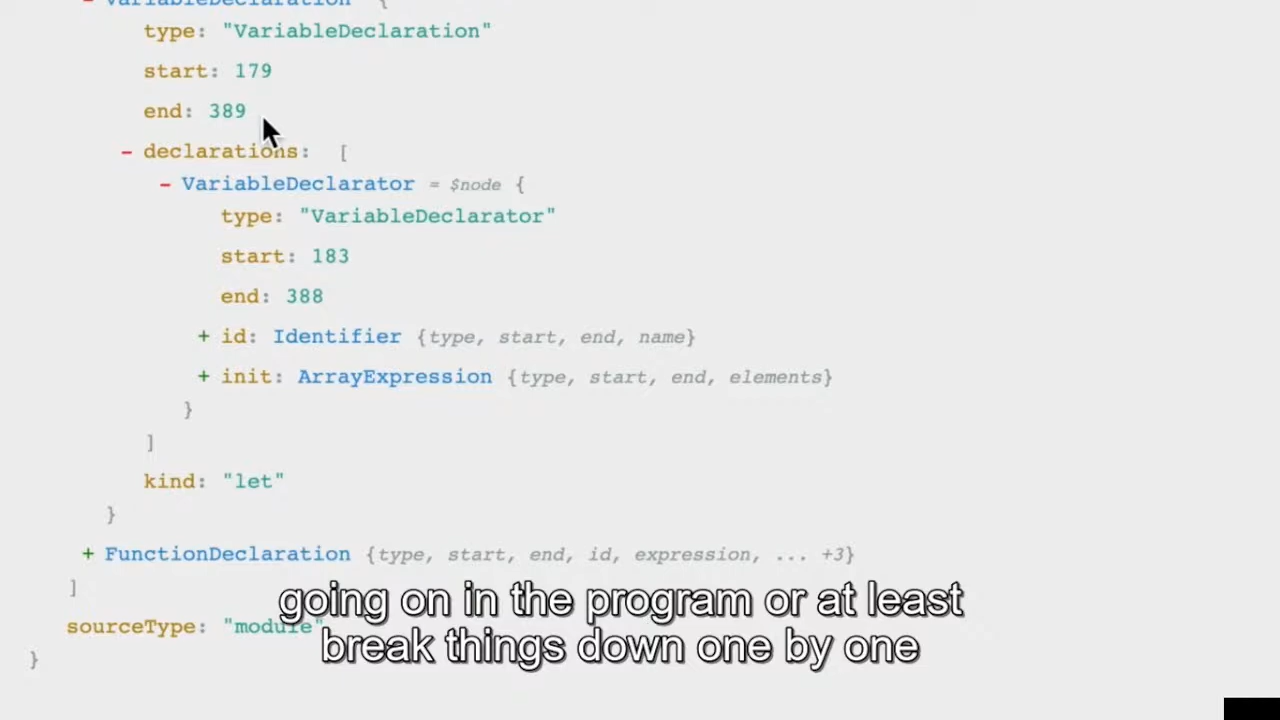 - VariableDeclaration {
type: "VariableDeclaration"
start: 179
end: 389
- declarations: [
- VariableDeclarator = $node {
type: "VariableDeclarator"
start: 183
end: 388
+ id: Identifier {type, start, end, name}
+ init: ArrayExpression {type, start, end, elements}
}
]
kind: "let"
}
+ FunctionDeclaration {type, start, end, id, expression, ... +3}
]
going on in the program or at least
sourceType: "module"
break things down one by one
}